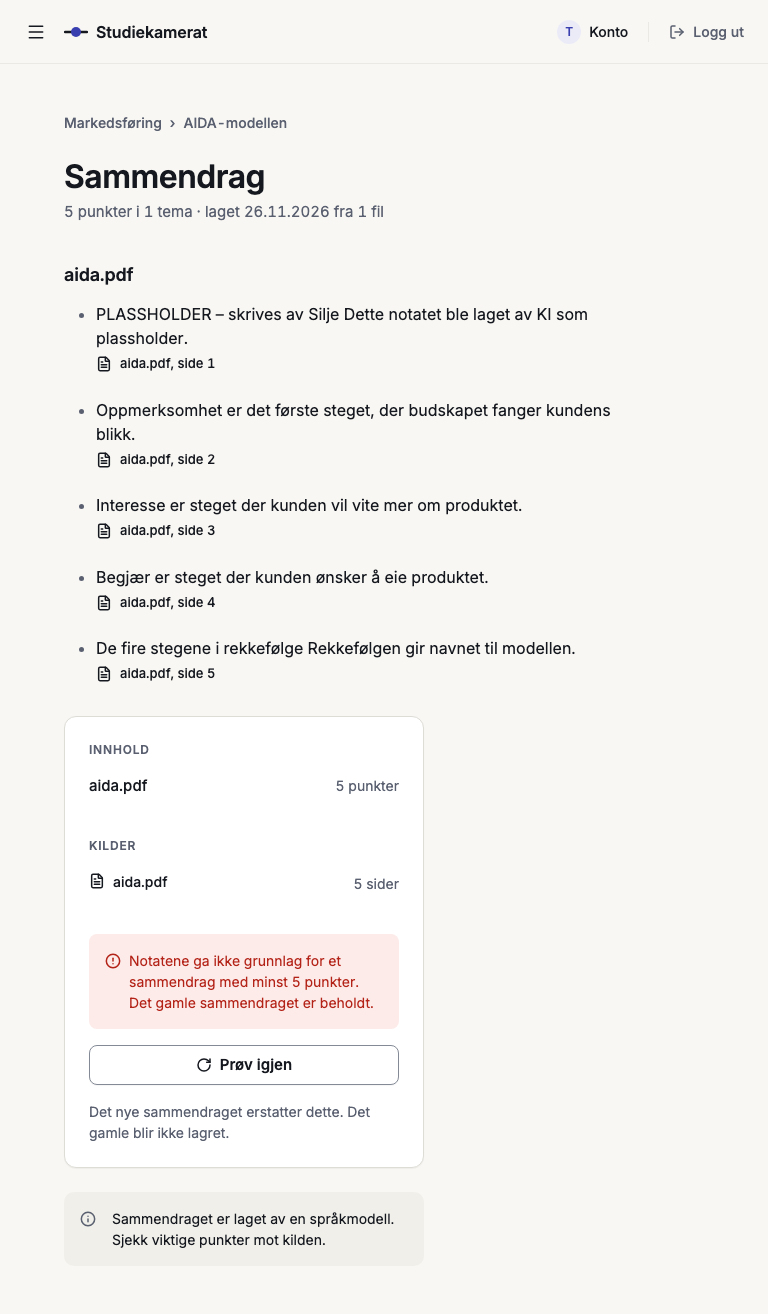 Studiekamerat
T Konto
Logg ut
Markedsføring › AIDA-modellen
Sammendrag
5 punkter i 1 tema · laget 26.11.2026 fra 1 fil
aida.pdf
• PLASSHOLDER – skrives av Silje Dette notatet ble laget av KI som
plassholder.
aida.pdf, side 1
• Oppmerksomhet er det første steget, der budskapet fanger kundens
blikk.
aida.pdf, side 2
• Interesse er steget der kunden vil vite mer om produktet.
aida.pdf, side 3
• Begjær er steget der kunden ønsker å eie produktet.
aida.pdf, side 4
• De fire stegene i rekkefølge Rekkefølgen gir navnet til modellen.
aida.pdf, side 5
INNHOLD
aida.pdf 5 punkter
KILDER
aida.pdf 5 sider
Notatene ga ikke grunnlag for et
sammendrag med minst 5 punkter.
Det gamle sammendraget er beholdt.
Prøv igjen
Det nye sammendraget erstatter dette. Det
gamle blir ikke lagret.
Sammendraget er laget av en språkmodell.
Sjekk viktige punkter mot kilden.